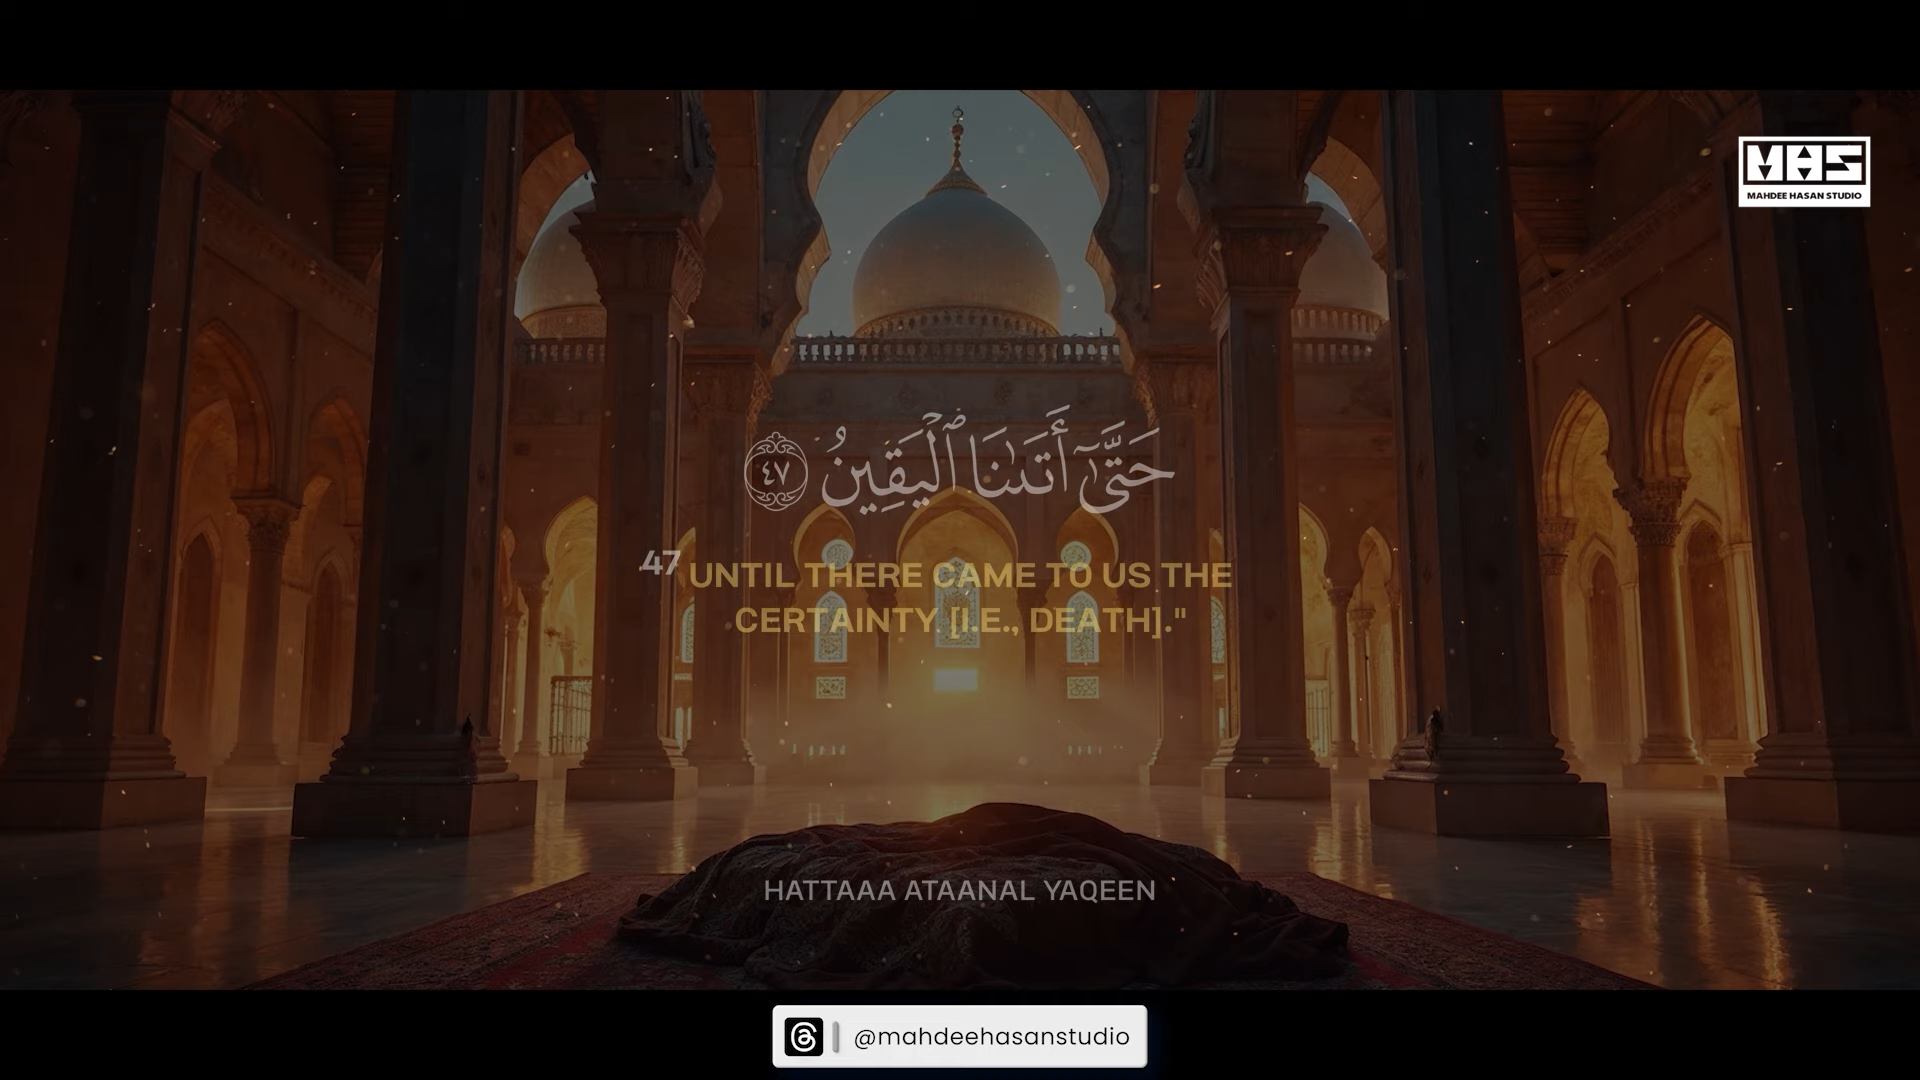 MHS
MAHDEE HASAN STUDIO
حَتَّىٰٓ أَتَىٰنَا ٱلْيَقِينُ ٤٧
47 UNTIL THERE CAME TO US THE
CERTAINTY [I.E., DEATH]."
HATTAAA ATAANAL YAQEEN
@mahdeehasanstudio